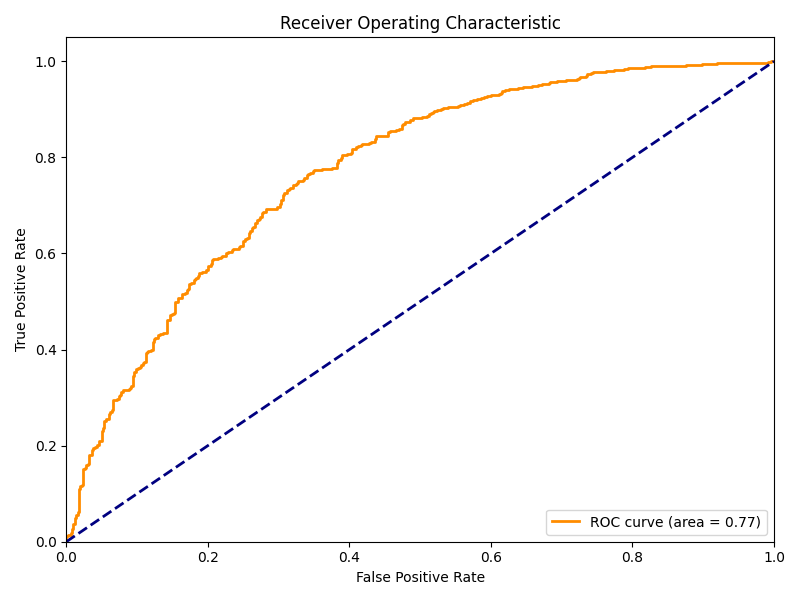 Receiver Operating Characteristic
True Positive Rate
1.0
0.8
0.6
0.4
0.2
0.0
ROC curve (area = 0.77)
0.0 0.2 0.4 0.6 0.8 1.0
False Positive Rate